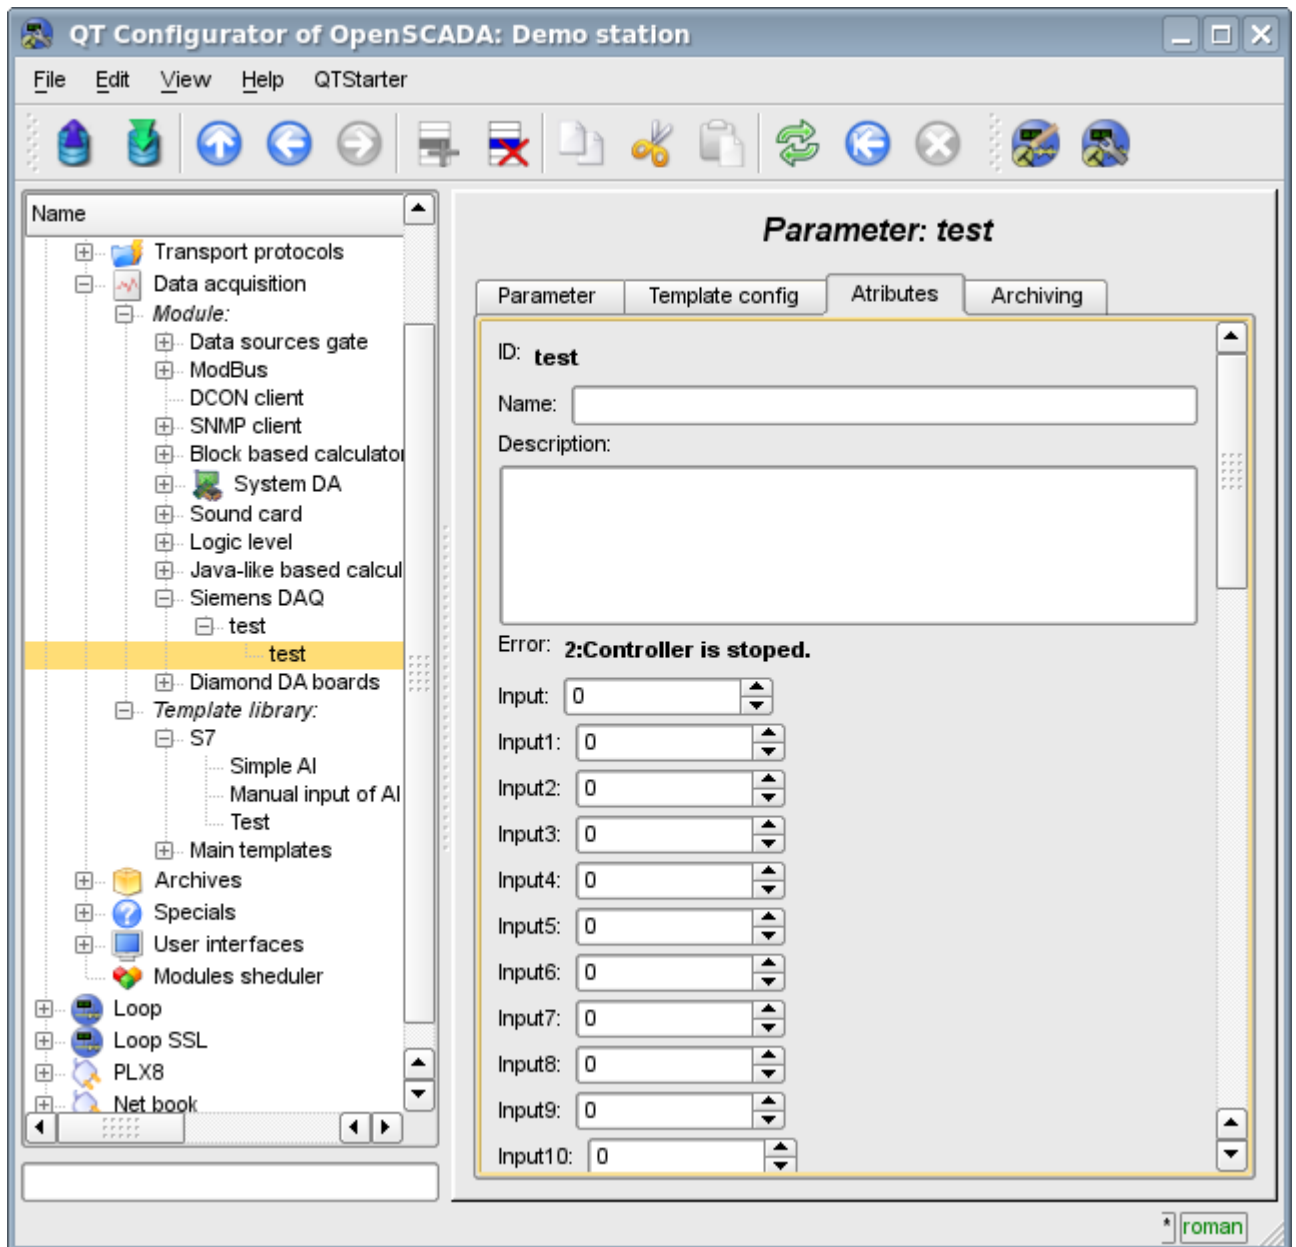 QT Configurator of OpenSCADA: Demo station
File Edit View Help QTStarter
Name
Transport protocols
Data acquisition
Module:
Data sources gate
ModBus
DCON client
SNMP client
Block based calculator
System DA
Sound card
Logic level
Java-like based calcul
Siemens DAQ
test
test
Diamond DA boards
Template library:
S7
Simple AI
Manual input of AI
Test
Main templates
Archives
Specials
User interfaces
Modules sheduler
Loop
Loop SSL
PLX8
Net book
Parameter: test
Parameter Template config Atributes Archiving
ID: test
Name:
Description:
Error: 2:Controller is stoped.
Input: 0
Input1: 0
Input2: 0
Input3: 0
Input4: 0
Input5: 0
Input6: 0
Input7: 0
Input8: 0
Input9: 0
Input10: 0
* roman